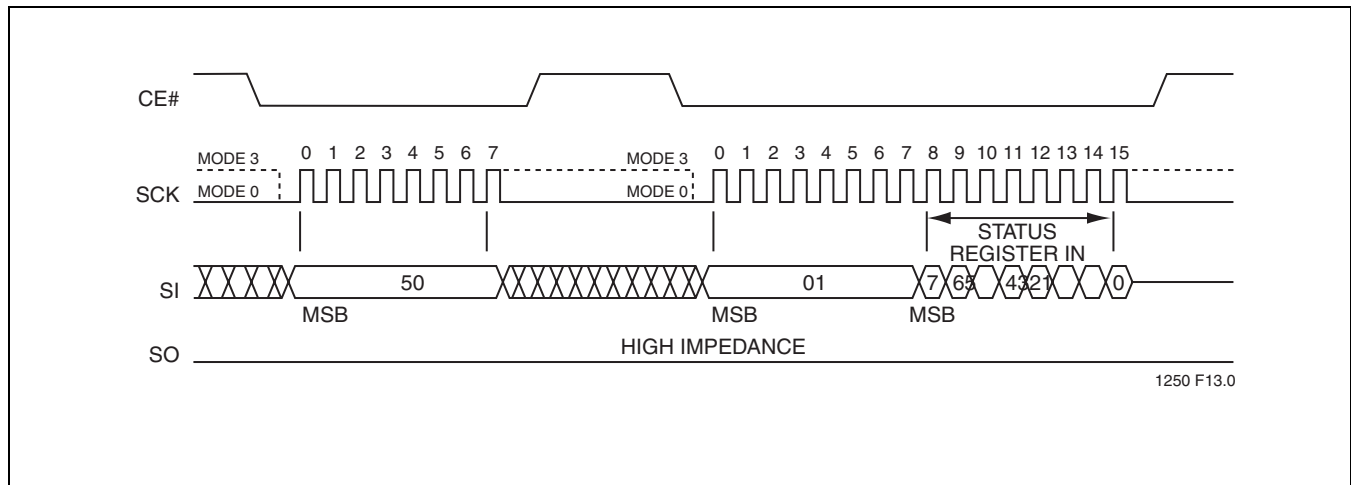 CE#
MODE 3 0 1 2 3 4 5 6 7 MODE 3 0 1 2 3 4 5 6 7 8 9 10 11 12 13 14 15
SCK MODE 0 MODE 0
STATUS
REGISTER IN
SI 50 01 7 65 4321 0
MSB MSB MSB
SO HIGH IMPEDANCE
1250 F13.0